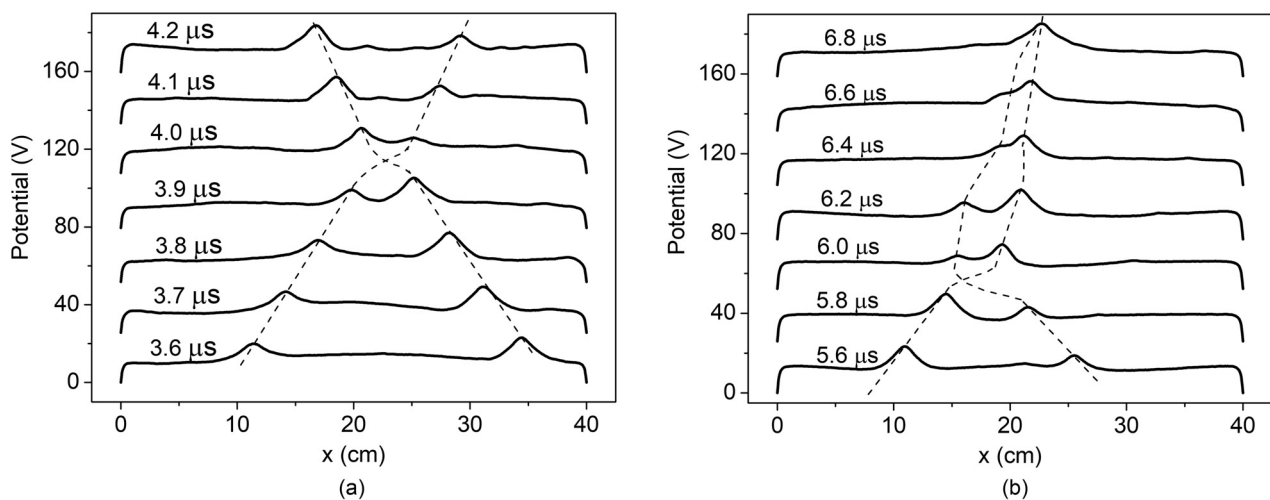 4.2 μs
4.1 μs
4.0 μs
3.9 μs
3.8 μs
3.7 μs
3.6 μs
160
120
80
40
0
Potential (V)
0 10 20 30 40
x (cm)
(a)
6.8 μs
6.6 μs
6.4 μs
6.2 μs
6.0 μs
5.8 μs
5.6 μs
160
120
80
40
0
Potential (V)
0 10 20 30 40
x (cm)
(b)